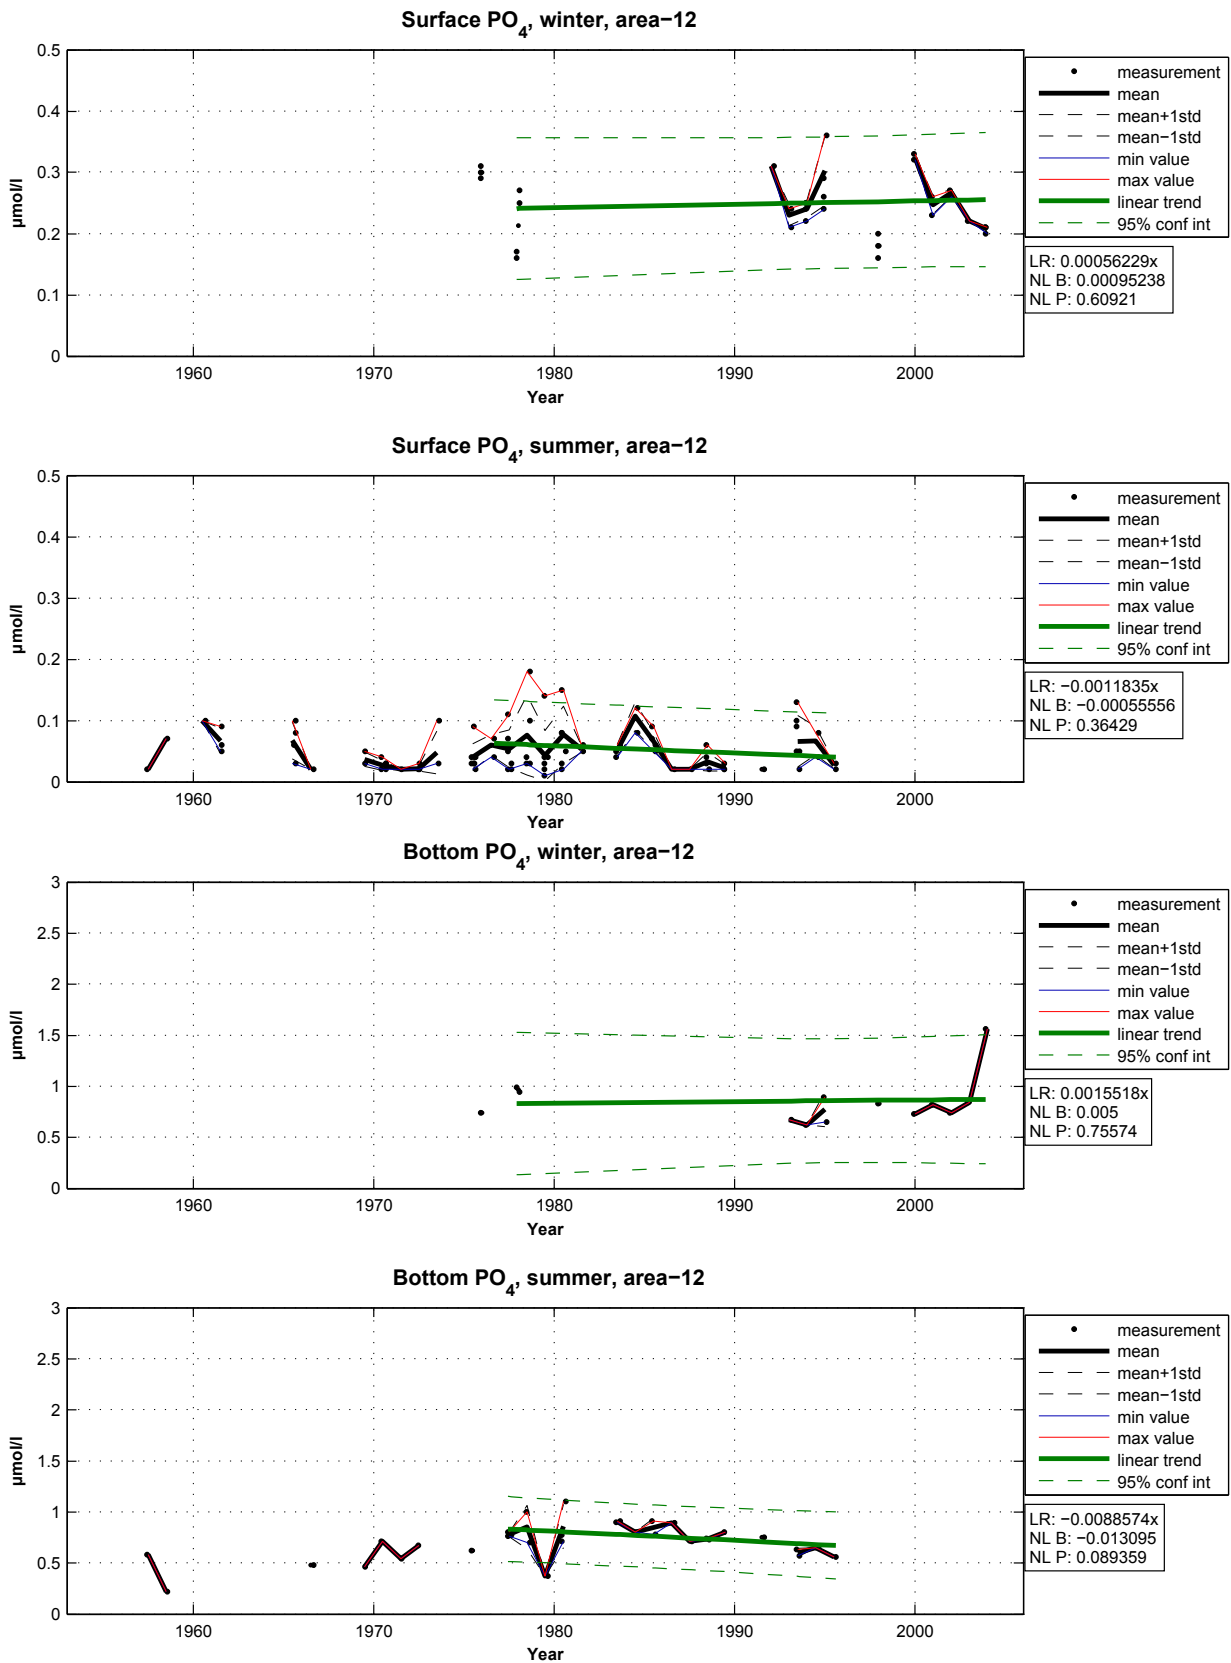 Surface PO4, winter, area−12
0.5
0.4
0.3
0.2
0.1
0
µmol/l
1960 1970 1980 1990 2000
Year
measurement
mean
mean+1std
mean−1std
min value
max value
linear trend
95% conf int
LR: 0.00056229x
NL B: 0.00095238
NL P: 0.60921
Surface PO4, summer, area−12
0.5
0.4
0.3
0.2
0.1
0
µmol/l
1960 1970 1980 1990 2000
Year
measurement
mean
mean+1std
mean−1std
min value
max value
linear trend
95% conf int
LR: −0.0011835x
NL B: −0.00055556
NL P: 0.36429
Bottom PO4, winter, area−12
3
2.5
2
1.5
1
0.5
0
µmol/l
1960 1970 1980 1990 2000
Year
measurement
mean
mean+1std
mean−1std
min value
max value
linear trend
95% conf int
LR: 0.0015518x
NL B: 0.005
NL P: 0.75574
Bottom PO4, summer, area−12
3
2.5
2
1.5
1
0.5
0
µmol/l
1960 1970 1980 1990 2000
Year
measurement
mean
mean+1std
mean−1std
min value
max value
linear trend
95% conf int
LR: −0.0088574x
NL B: −0.013095
NL P: 0.089359